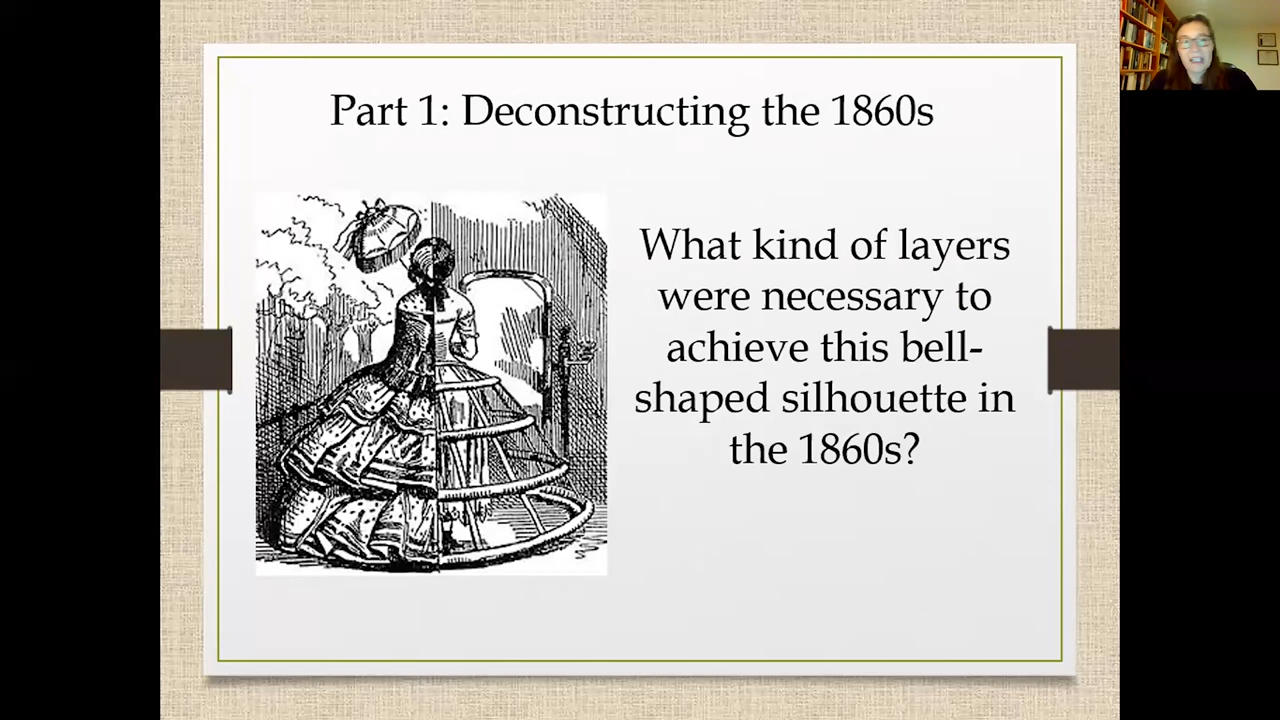 Part 1: Deconstructing the 1860s
What kind of layers
were necessary to
achieve this bell-
shaped silhouette in
the 1860s?